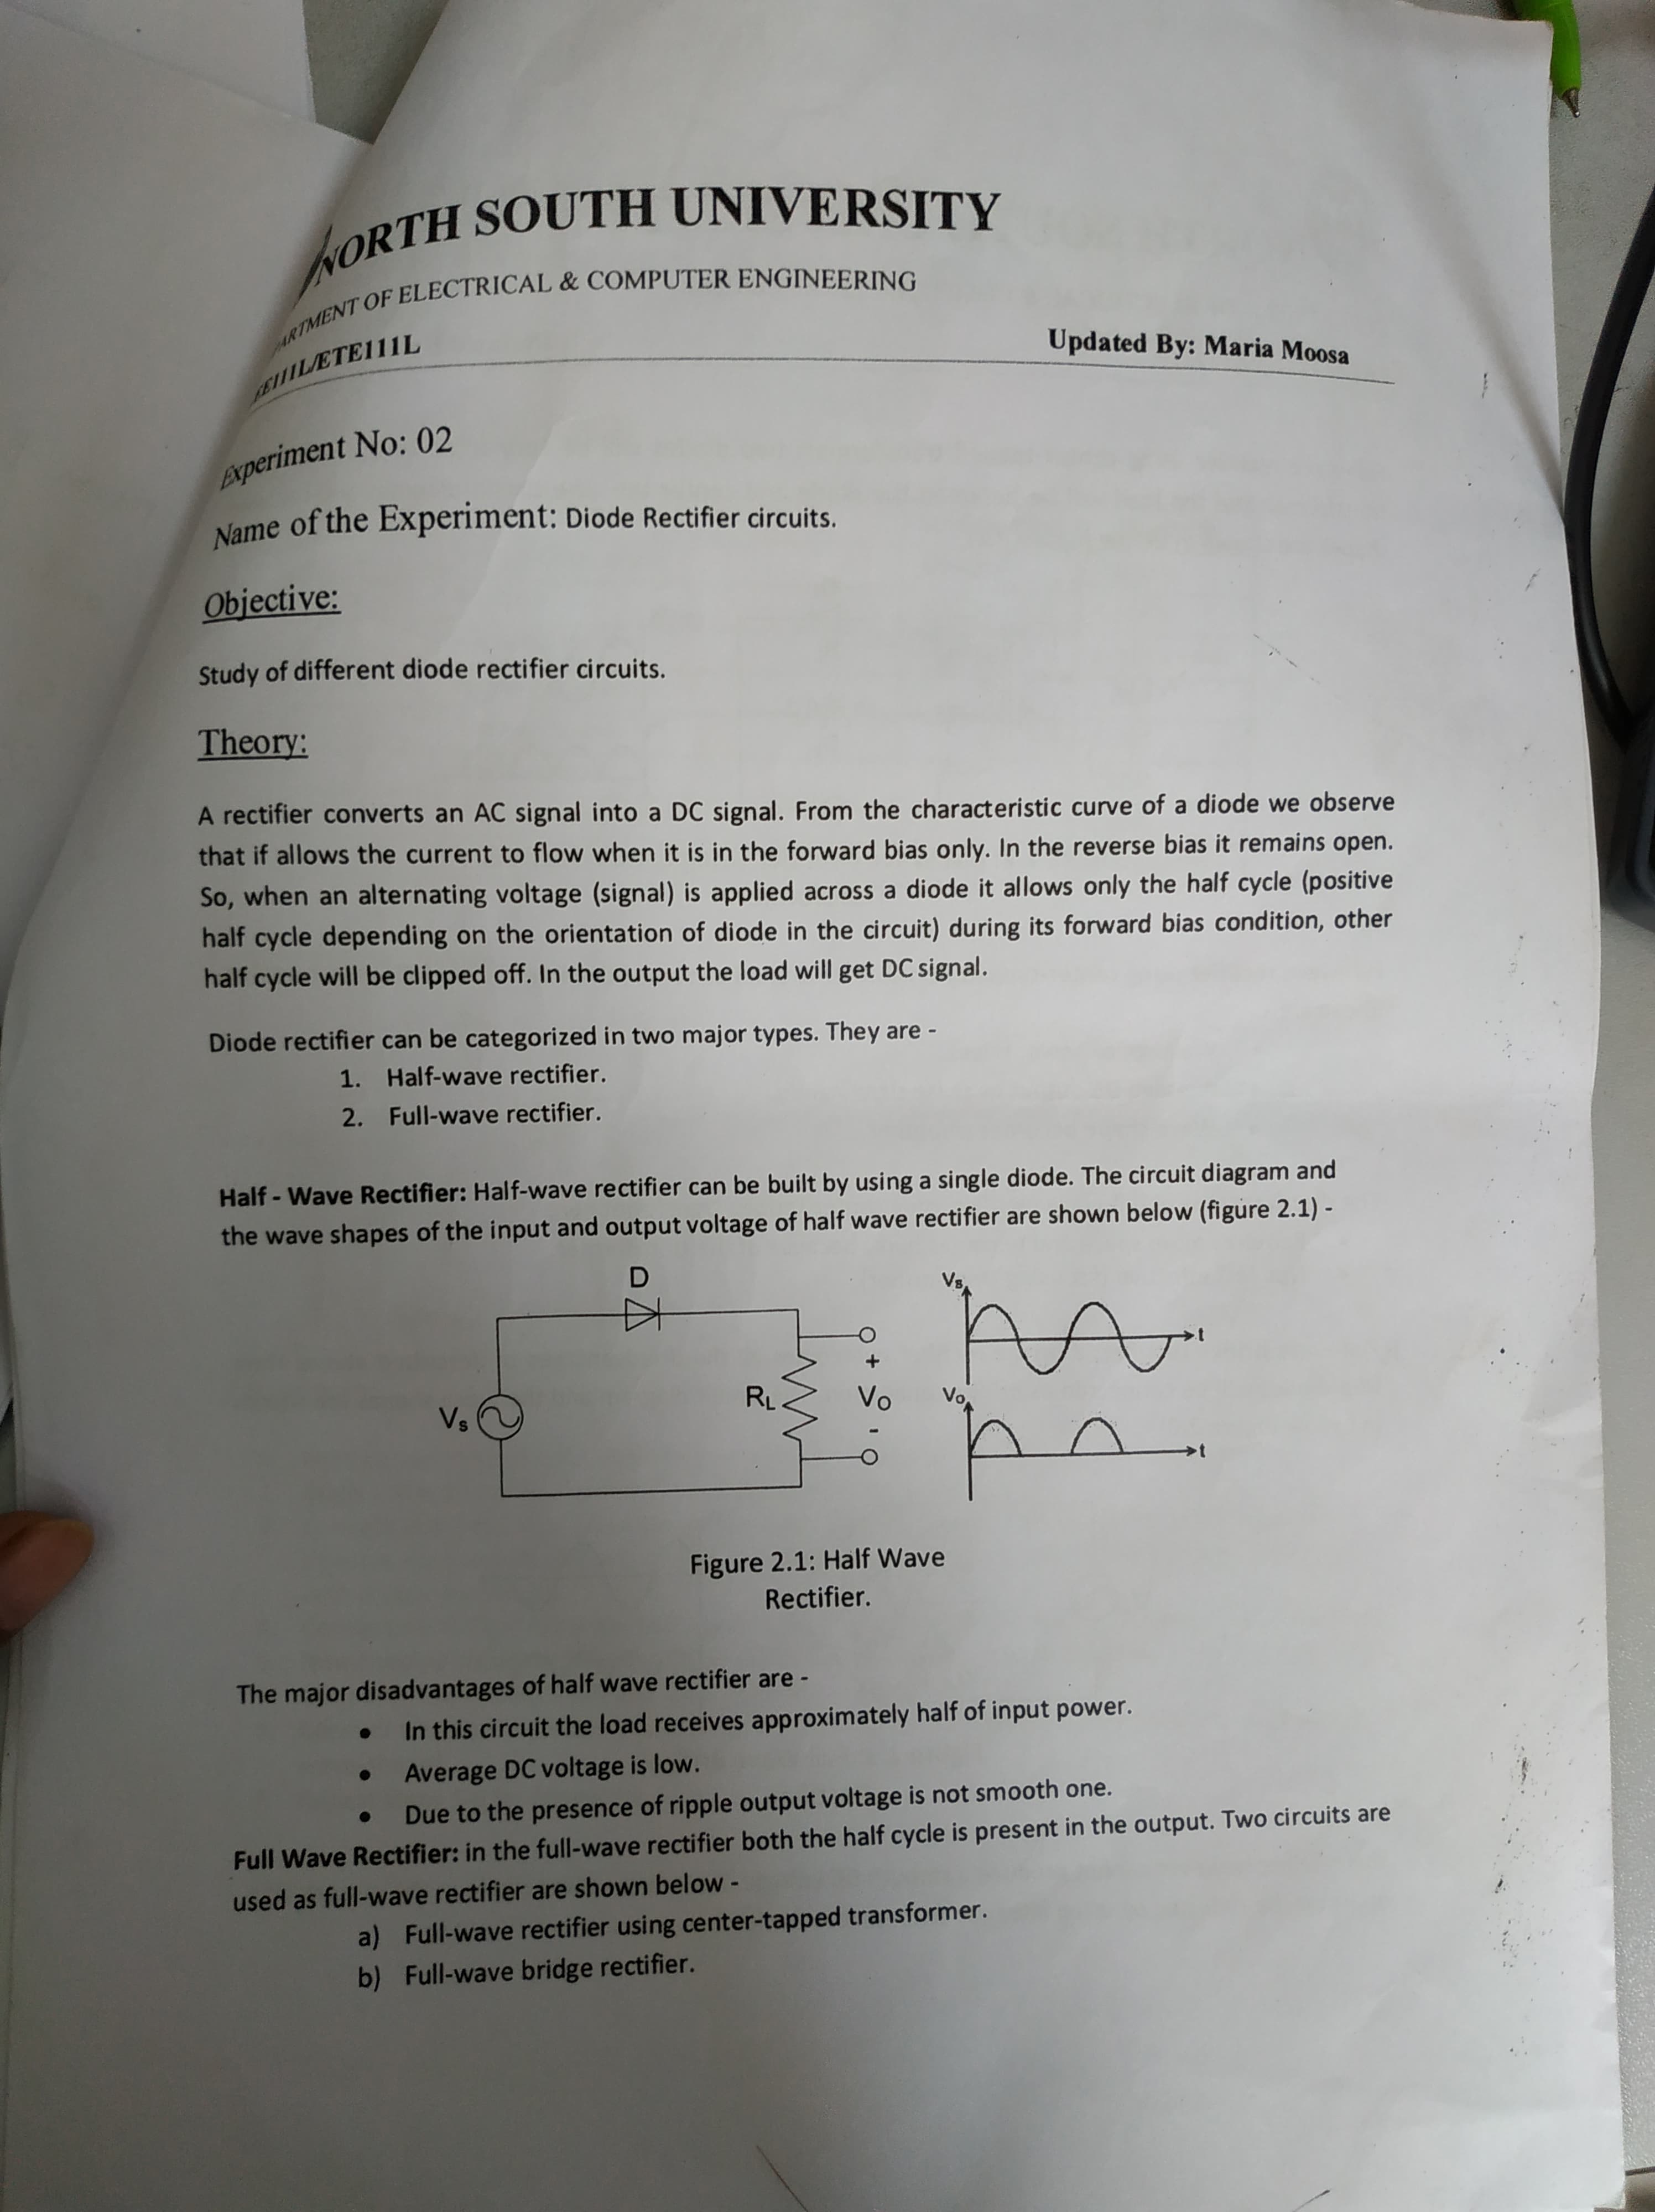 NORTH SOUTH UNIVERSITY
ARTMENT OF ELECTRICAL & COMPUTER ENGINEERING
EE111L/ETE111L
Updated By: Maria Moosa
Experiment No: 02
Name of the Experiment: Diode Rectifier circuits.
Objective:
Study of different diode rectifier circuits.
Theory:
A rectifier converts an AC signal into a DC signal. From the characteristic curve of a diode we observe
that if allows the current to flow when it is in the forward bias only. In the reverse bias it remains open.
So, when an alternating voltage (signal) is applied across a diode it allows only the half cycle (positive
half cycle depending on the orientation of diode in the circuit) during its forward bias condition, other
half cycle will be clipped off. In the output the load will get DC signal.
Diode rectifier can be categorized in two major types. They are -
1. Half-wave rectifier.
2. Full-wave rectifier.
Half - Wave Rectifier: Half-wave rectifier can be built by using a single diode. The circuit diagram and
the wave shapes of the input and output voltage of half wave rectifier are shown below (figure 2.1) -
D
Vs
RL
+
Vo
-
Vs
t
Vo
t
Figure 2.1: Half Wave
Rectifier.
The major disadvantages of half wave rectifier are -
• In this circuit the load receives approximately half of input power.
• Average DC voltage is low.
• Due to the presence of ripple output voltage is not smooth one.
Full Wave Rectifier: in the full-wave rectifier both the half cycle is present in the output. Two circuits are
used as full-wave rectifier are shown below -
a) Full-wave rectifier using center-tapped transformer.
b) Full-wave bridge rectifier.